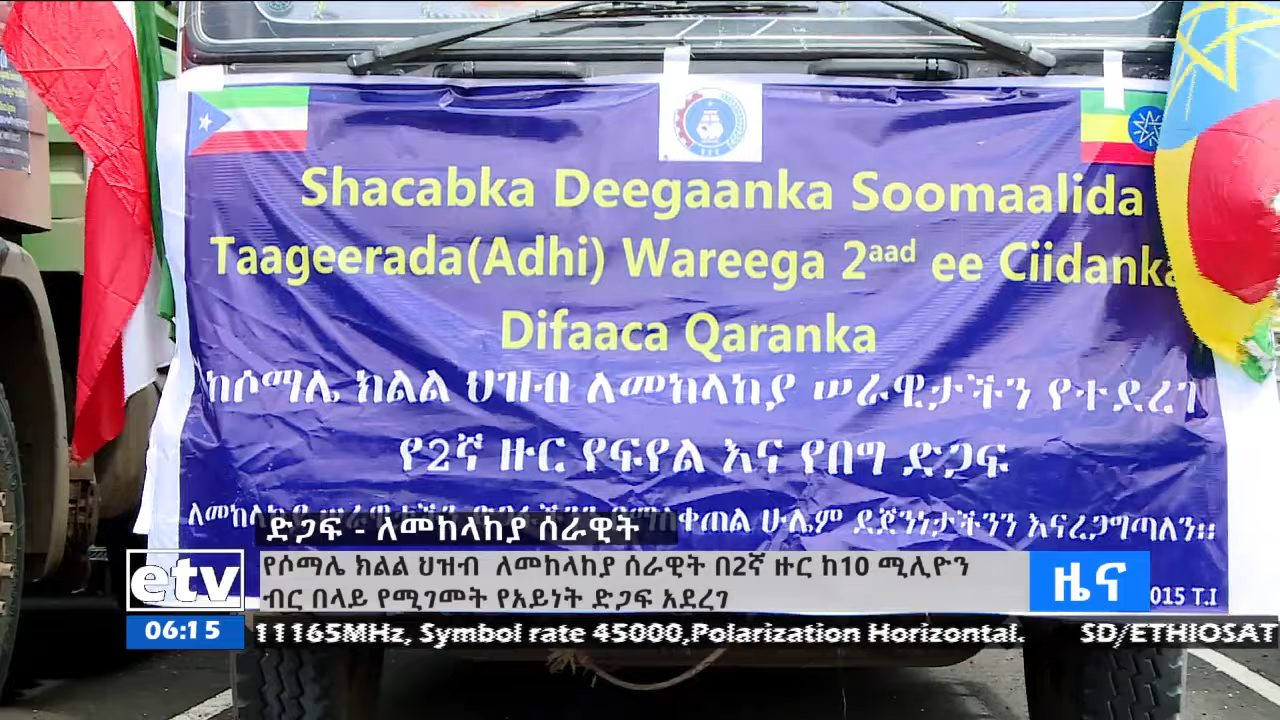 Shacabka Deegaanka Soomaalida
Taageerada(Adhi) Wareega 2aad ee Ciidanka
Difaaca Qaranka
ከሶማሌ ክልል ህዝብ ለመከላከያ ሠራዊታችን የተደረገ
የ2ኛ ዙር የፍየል እና የበግ ድጋፍ
ሁሌም ደጀንነታችንን እናረጋግጣለን።
ድጋፍ - ለመከላከያ ሰራዊት
etv
የሶማሌ ክልል ህዝብ ለመከላከያ ሰራዊት በ2ኛ ዙር ከ10 ሚሊዮን
ብር በላይ የሚገመት የአይነት ድጋፍ አደረገ
ዜና
015 T.I
06:15
11165MHz, Symbol rate 45000,Polarization Horizontal. SD/ETHIOSAT